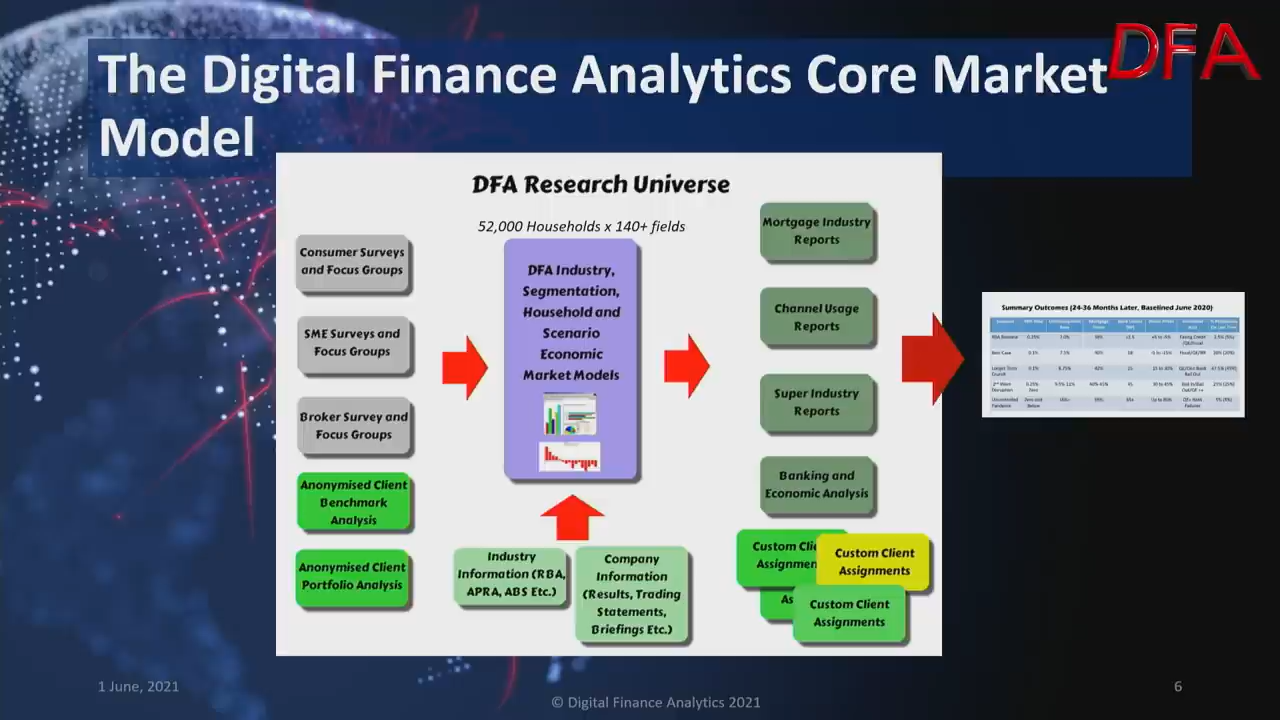 DFA
The Digital Finance Analytics Core Market
Model
DFA Research Universe
52,000 Households x 140+ fields
Consumer Surveys
and Focus Groups
SME Surveys and
Focus Groups
Broker Survey and
Focus Groups
Anonymised Client
Benchmark
Analysis
Anonymised Client
Portfolio Analysis
DFA Industry,
Segmentation,
Household and
Scenario
Economic
Market Models
Industry
Information (RBA,
APRA, ABS Etc.)
Company
Information
(Results, Trading
Statements,
Briefings Etc.)
Mortgage Industry
Reports
Channel Usage
Reports
Super Industry
Reports
Banking and
Economic Analysis
Custom Clie
Assignmen
As
Custom Client
Assignments
Custom Client
Assignments
Summary Outcomes (24-36 Months Later, Baselined June 2020)
1 June, 2021
© Digital Finance Analytics 2021
6